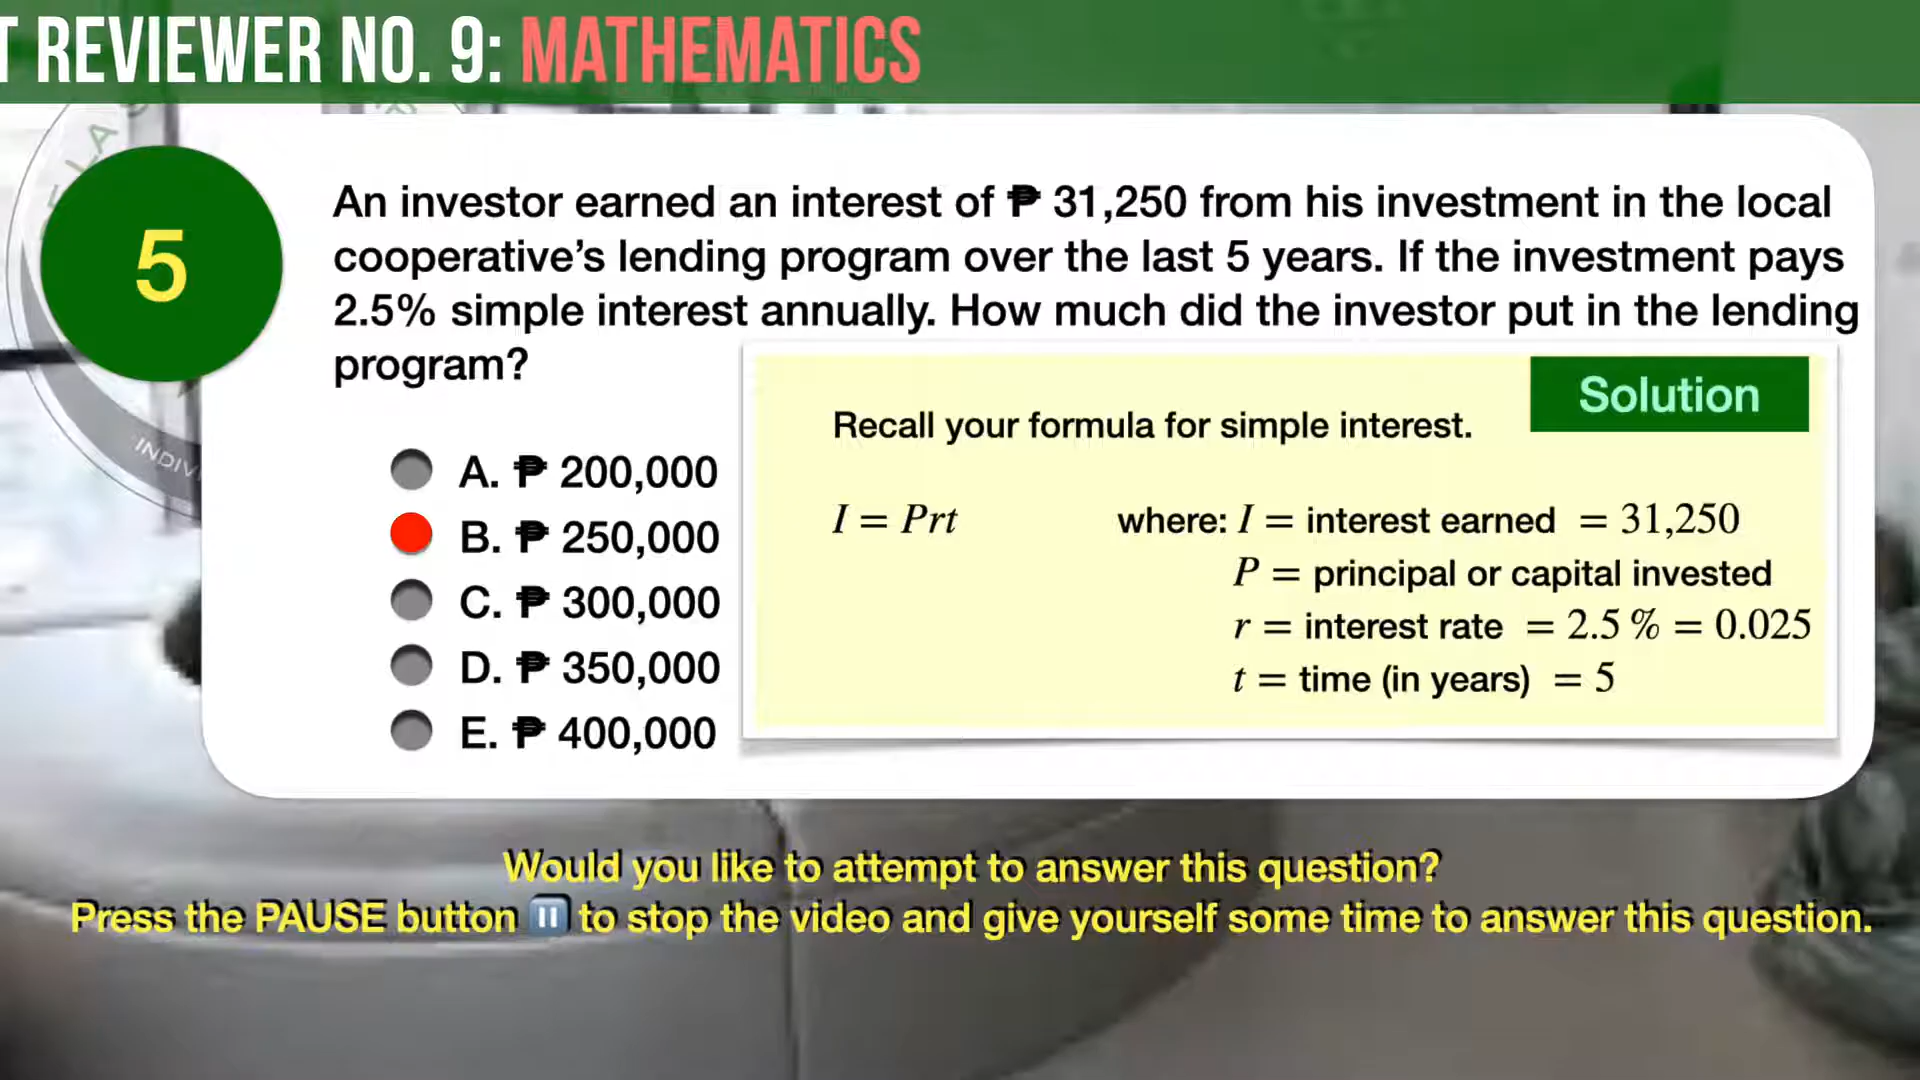 T REVIEWER NO. 9: MATHEMATICS
5
An investor earned an interest of ₱ 31,250 from his investment in the local
cooperative’s lending program over the last 5 years. If the investment pays
2.5% simple interest annually. How much did the investor put in the lending
program?
A. ₱ 200,000
B. ₱ 250,000
C. ₱ 300,000
D. ₱ 350,000
E. ₱ 400,000
Solution
Recall your formula for simple interest.
I = Prt
where: I = interest earned = 31,250
P = principal or capital invested
r = interest rate = 2.5 % = 0.025
t = time (in years) = 5
INDIV
Would you like to attempt to answer this question?
Press the PAUSE button ⏸ to stop the video and give yourself some time to answer this question.